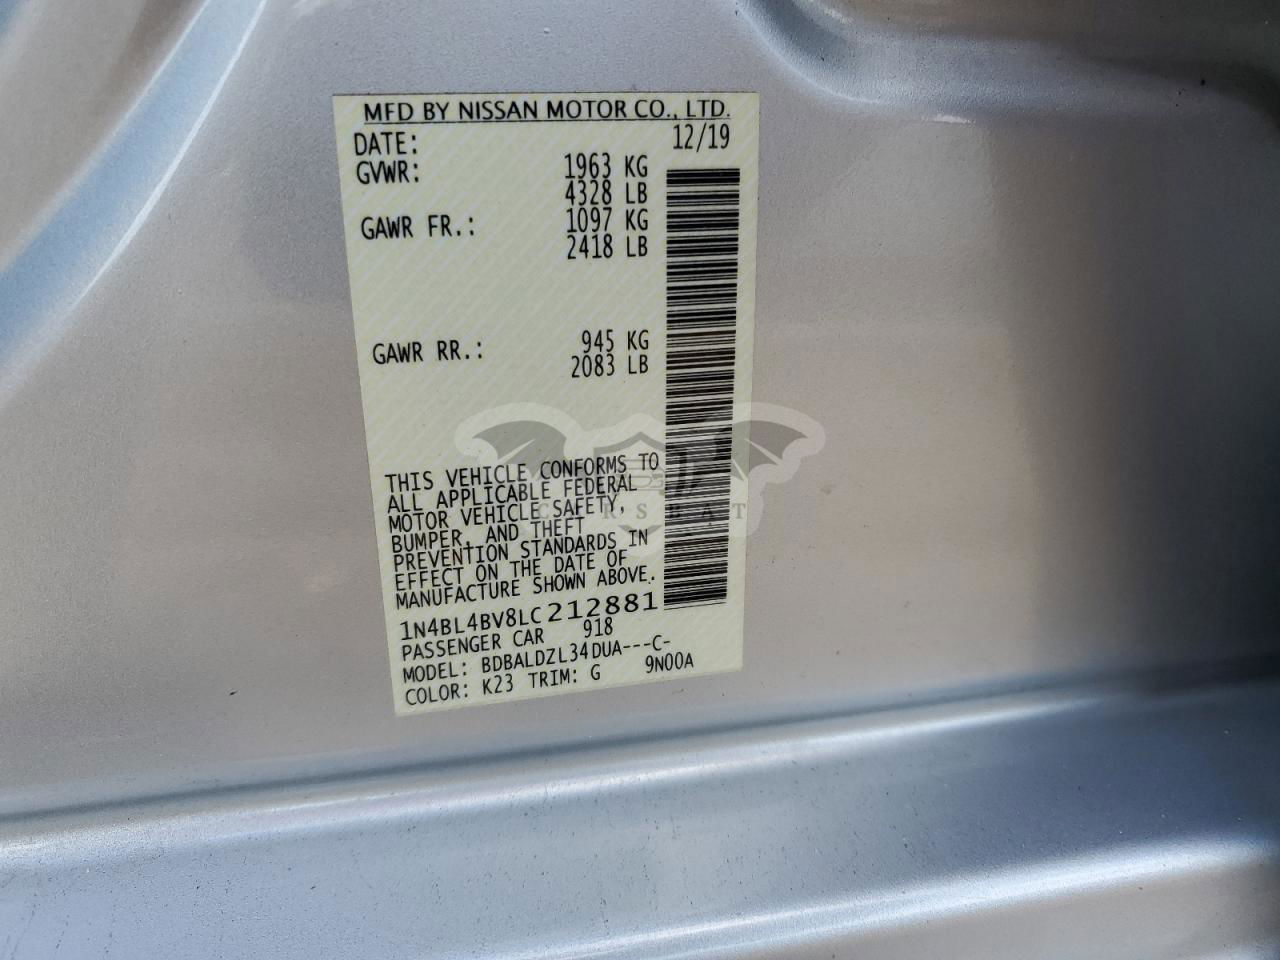 MFD BY NISSAN MOTOR CO., LTD.
DATE: 12/19
GVWR: 1963 KG
4328 LB
GAWR FR.: 1097 KG
2418 LB
GAWR RR.: 945 KG
2083 LB
THIS VEHICLE CONFORMS TO
ALL APPLICABLE FEDERAL
MOTOR VEHICLE SAFETY,
BUMPER, AND THEFT
PREVENTION STANDARDS IN
EFFECT ON THE DATE OF
MANUFACTURE SHOWN ABOVE.
1N4BL4BV8LC212881
PASSENGER CAR 918
MODEL: BDBALDZL34DUA---C-
COLOR: K23 TRIM: G 9N00A